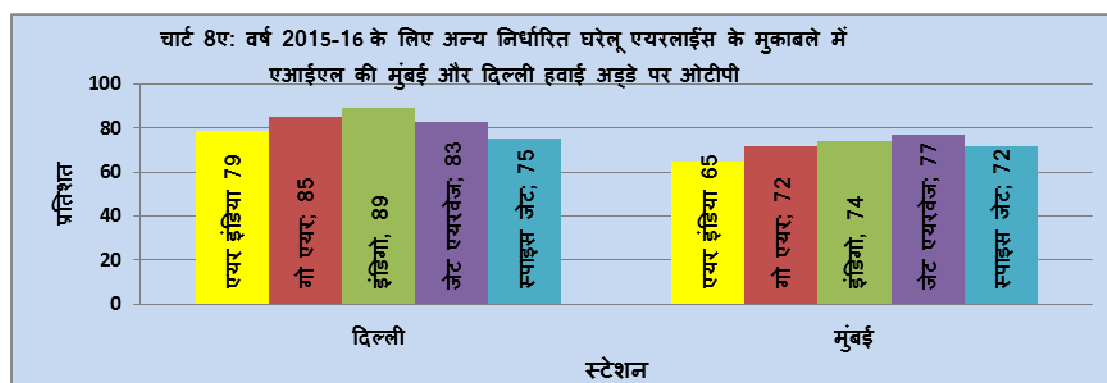 चार्ट 8ए: वर्ष 2015-16 के लिए अन्य निर्धारित घरेलू एयरलाईंस के मुकाबले में
एआईएल की मुंबई और दिल्ली हवाई अड्डे पर ओटीपी
प्रतिशत
100
80
60
40
20
0
एयर इंडिया 79
गो एयर; 85
इंडिगो, 89
जेट एयरवेज; 83
स्पाइस जेट; 75
एयर इंडिया 65
गो एयर; 72
इंडिगो, 74
जेट एयरवेज; 77
स्पाइस जेट; 72
दिल्ली
मुंबई
स्टेशन